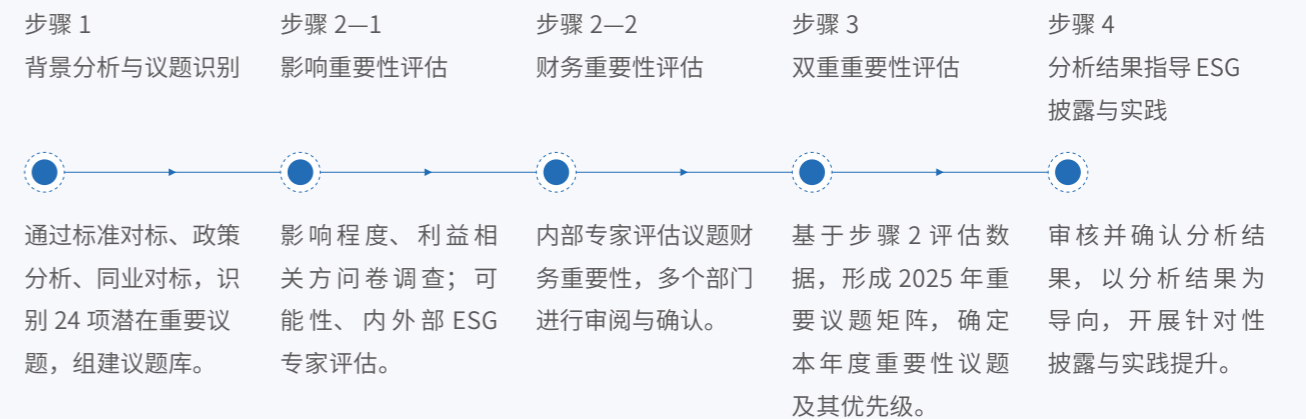 步骤 1
背景分析与议题识别
通过标准对标、政策
分析、同业对标，识
别 24 项潜在重要议
题，组建议题库。
步骤 2—1
影响重要性评估
影响程度、利益相
关方问卷调查；可
能性、内外部 ESG
专家评估。
步骤 2—2
财务重要性评估
内部专家评估议题财
务重要性，多个部门
进行审阅与确认。
步骤 3
双重重要性评估
基于步骤 2 评估数
据，形成 2025 年重
要议题矩阵，确定
本年度重要性议题
及其优先级。
步骤 4
分析结果指导 ESG
披露与实践
审核并确认分析结
果，以分析结果为
导向，开展针对性
披露与实践提升。